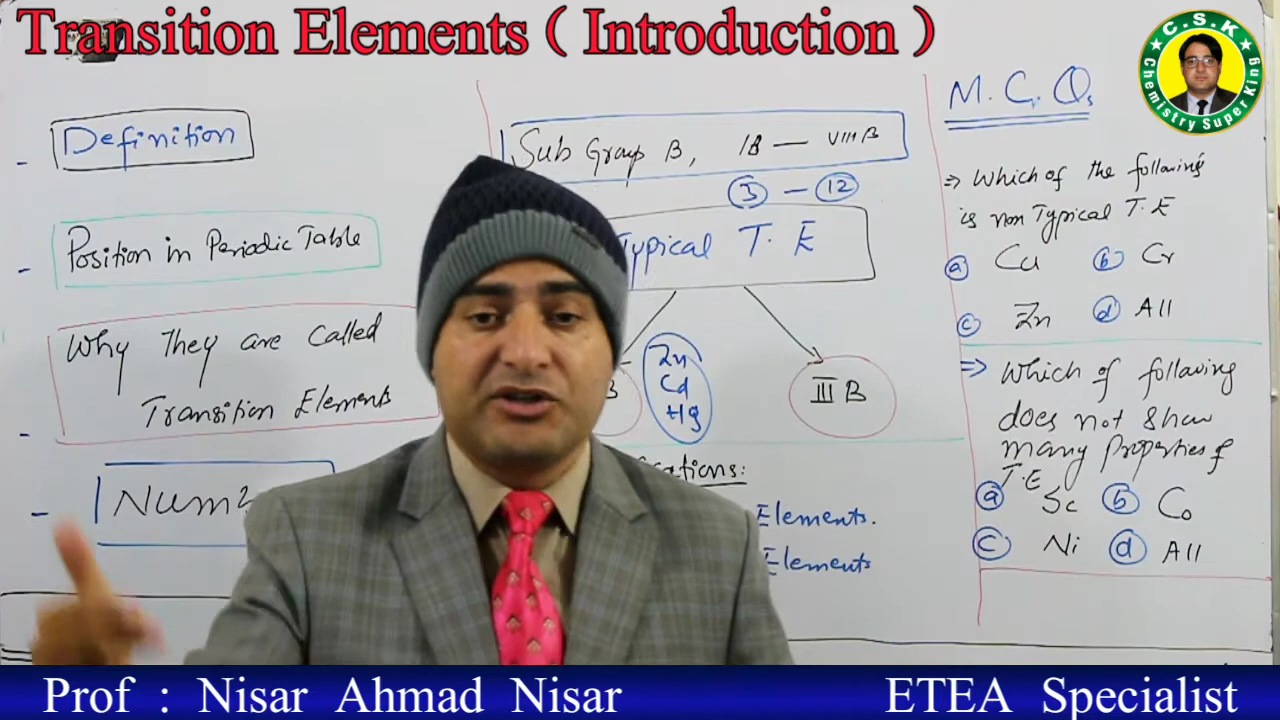 Transition Elements ( Introduction )
C.S.K
Chemistry Super King
- Definition
- Position in Periodic Table
Why They are Called
Transition Elements
-
-
Sub Group B, IB — VIIIB
3 — 12
Typical T.E
B
Zn
Cd
Hg
III B
Elements.
Elements
M.C.Qs
⇒ Which of the following
is non Typical T.E
a Cu b Cr
c Zn d All
⇒ Which of following
does not show
many Properties of
T.E
a Sc b Co
c Ni d All
Prof : Nisar Ahmad Nisar ETEA Specialist